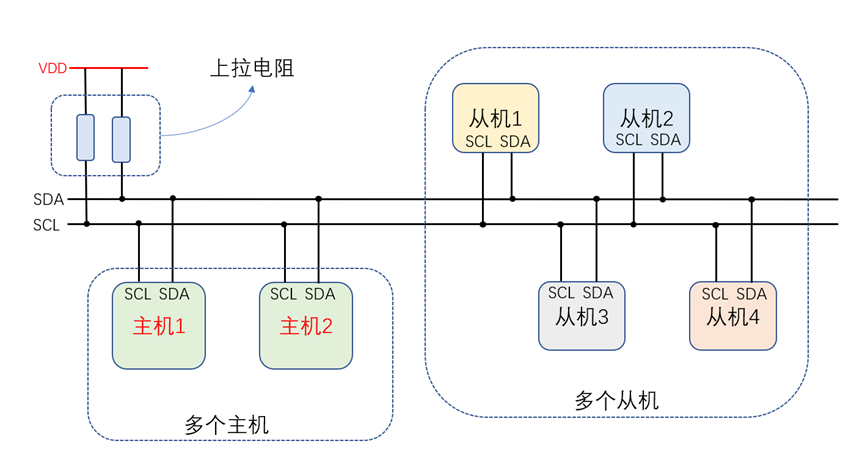 上拉电阻
VDD
从机1
SCL SDA
从机2
SCL SDA
SDA
SCL
SCL SDA
主机1
SCL SDA
主机2
SCL SDA
从机3
SCL SDA
从机4
多个主机
多个从机